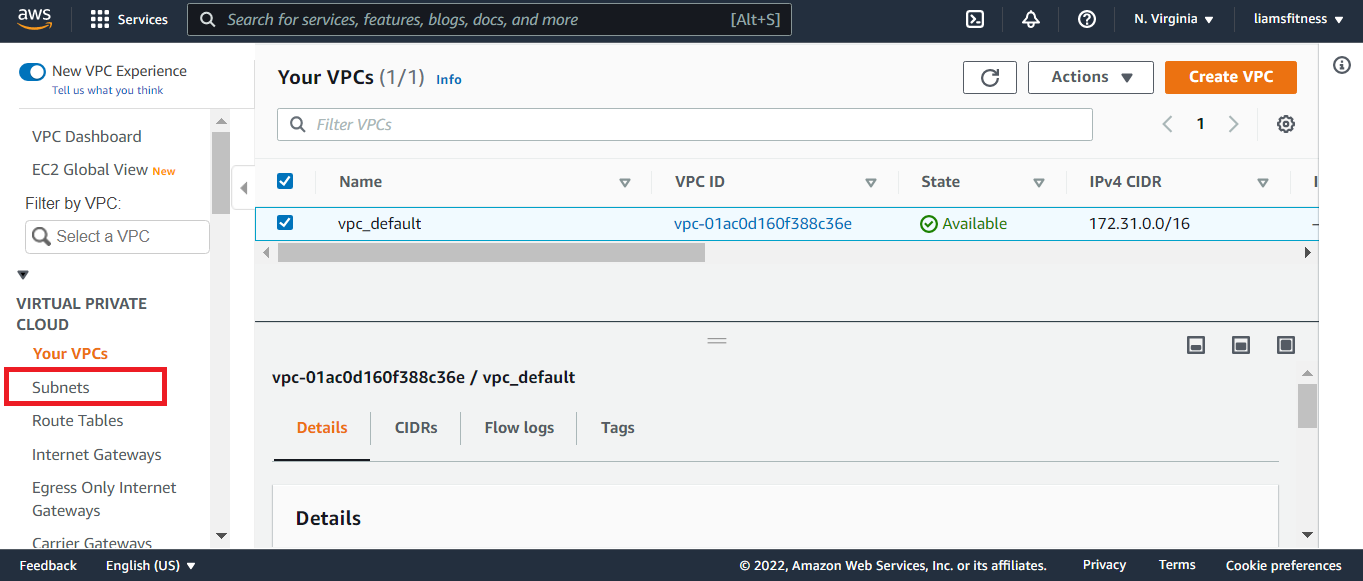 aws
Services
Search for services, features, blogs, docs, and more
[Alt+S]
N. Virginia
liamsfitness
New VPC Experience
Tell us what you think
VPC Dashboard
EC2 Global View New
Filter by VPC:
Select a VPC
VIRTUAL PRIVATE
CLOUD
Your VPCs
Subnets
Route Tables
Internet Gateways
Egress Only Internet
Gateways
Carrier Gateways
Your VPCs (1/1) Info
Actions
Create VPC
Filter VPCs
1
Name VPC ID State IPv4 CIDR
vpc_default vpc-01ac0d160f388c36e Available 172.31.0.0/16 –
vpc-01ac0d160f388c36e / vpc_default
Details CIDRs Flow logs Tags
Details
Feedback English (US) © 2022, Amazon Web Services, Inc. or its affiliates. Privacy Terms Cookie preferences